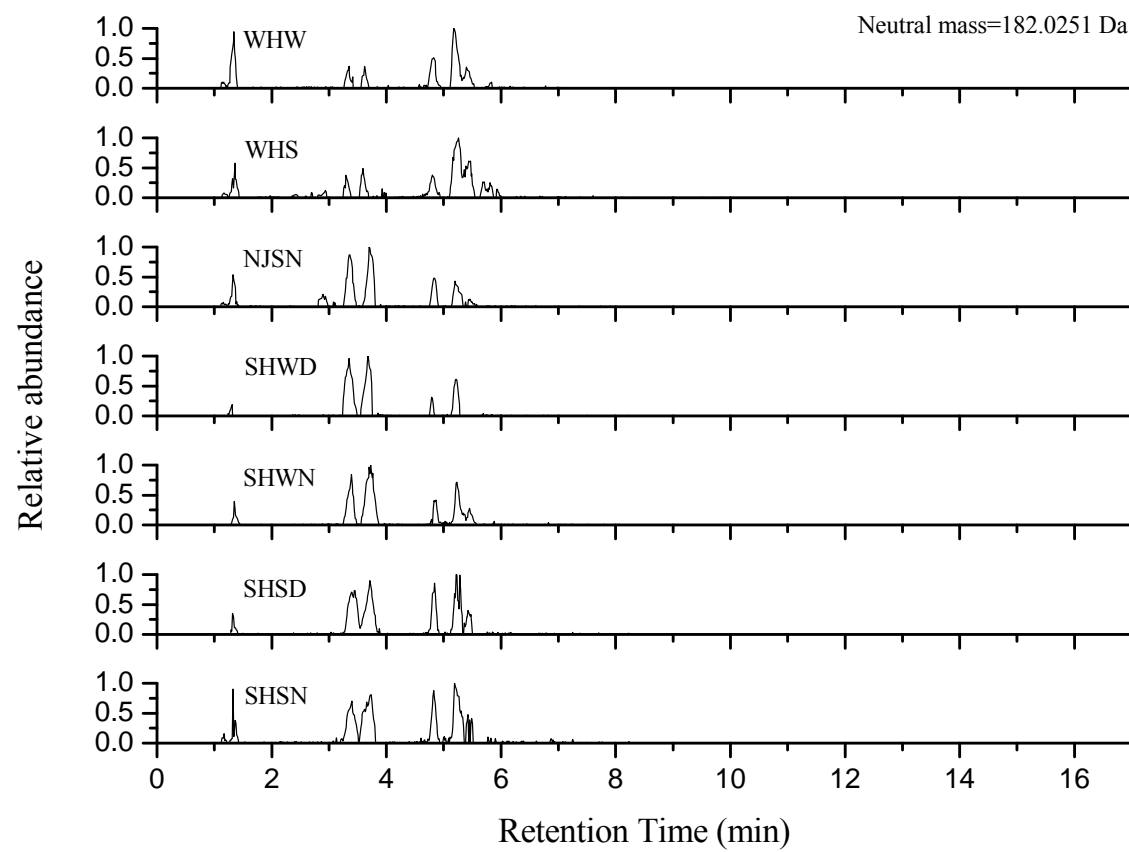 Neutral mass=182.0251 Da
Relative abundance
1.0
0.5
0.0
WHW
1.0
0.5
0.0
WHS
1.0
0.5
0.0
NJSN
1.0
0.5
0.0
SHWD
1.0
0.5
0.0
SHWN
1.0
0.5
0.0
SHSD
1.0
0.5
0.0
SHSN
0 2 4 6 8 10 12 14 16
Retention Time (min)